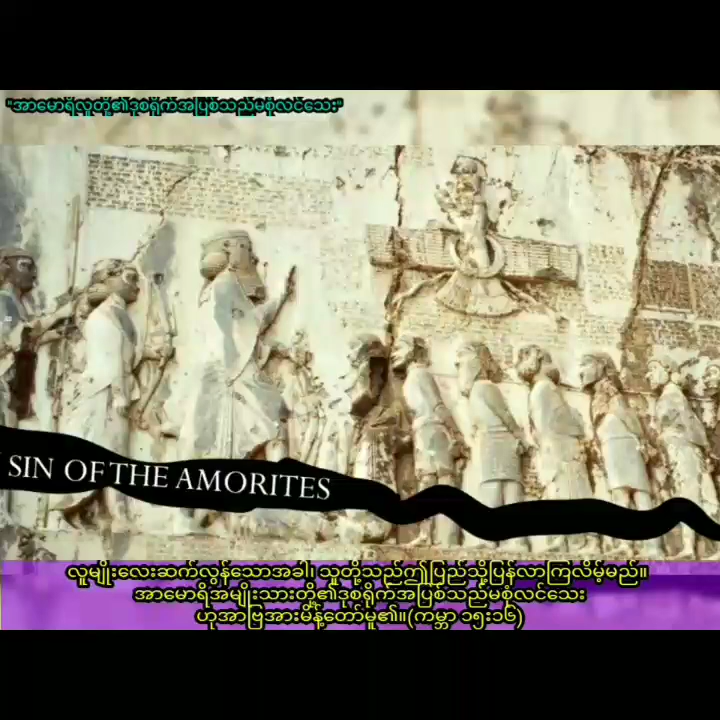 "အာမောရိလူတို့၏ဒုစရိုက်အပြစ်သည်မစုံလင်သေး"
SIN OF THE AMORITES
လူမျိုးလေးဆက်လွန်သောအခါ၊ သူတို့သည်ဤပြည်သို့ပြန်လာကြလိမ့်မည်။
အာမောရိအမျိုးသားတို့၏ဒုစရိုက်အပြစ်သည်မစုံလင်သေး
ဟုအာဗြံအားမိန့်တော်မူ၏။(ကမ္ဘာ ၁၅း၁၆)